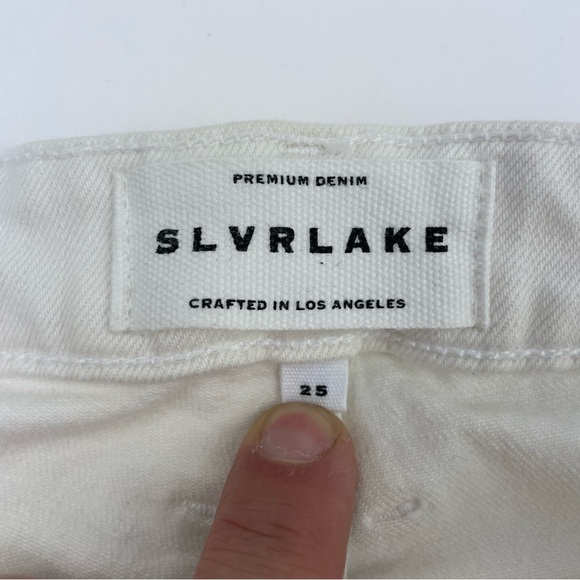 PREMIUM DENIM
SLVRLAKE
CRAFTED IN LOS ANGELES
25